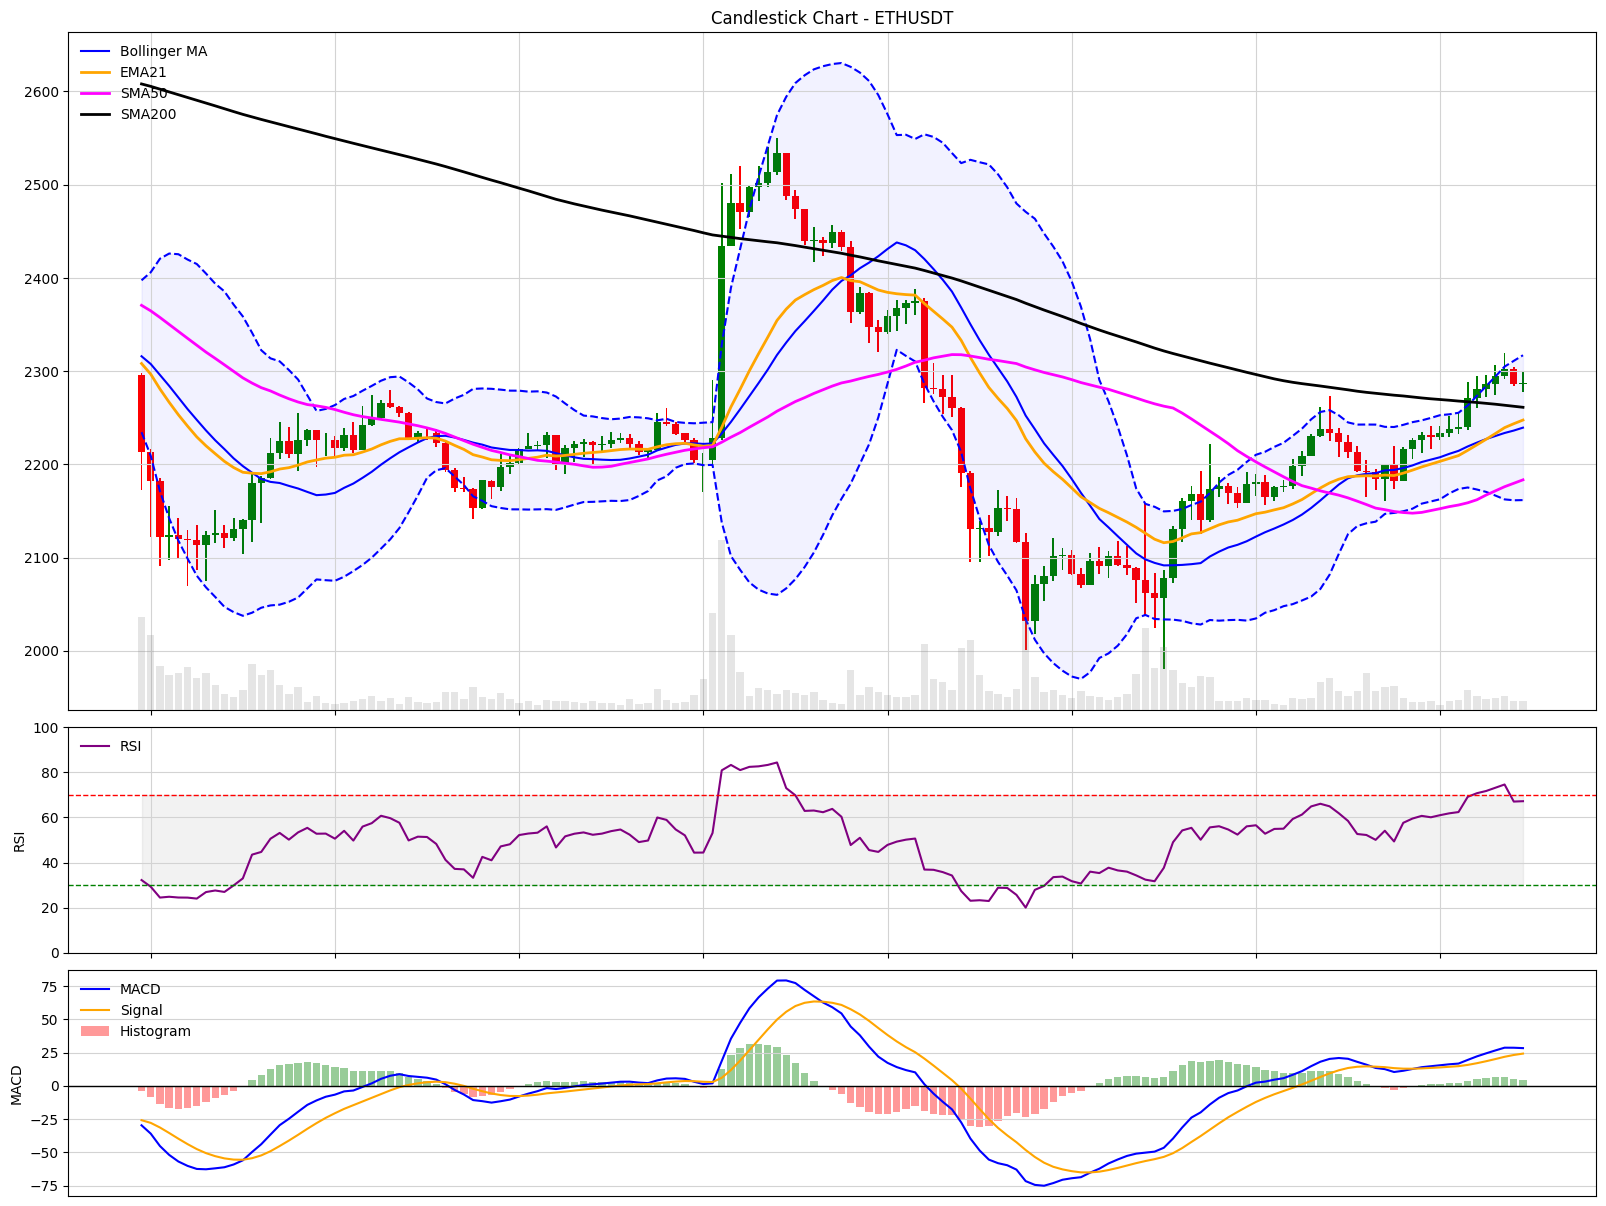 Candlestick Chart - ETHUSDT
Bollinger MA
EMA21
SMA50
SMA200
2600
2500
2400
2300
2200
2100
2000
RSI
100
80
60
40
20
0
RSI
MACD
Signal
Histogram
75
50
25
0
−25
−50
−75
MACD